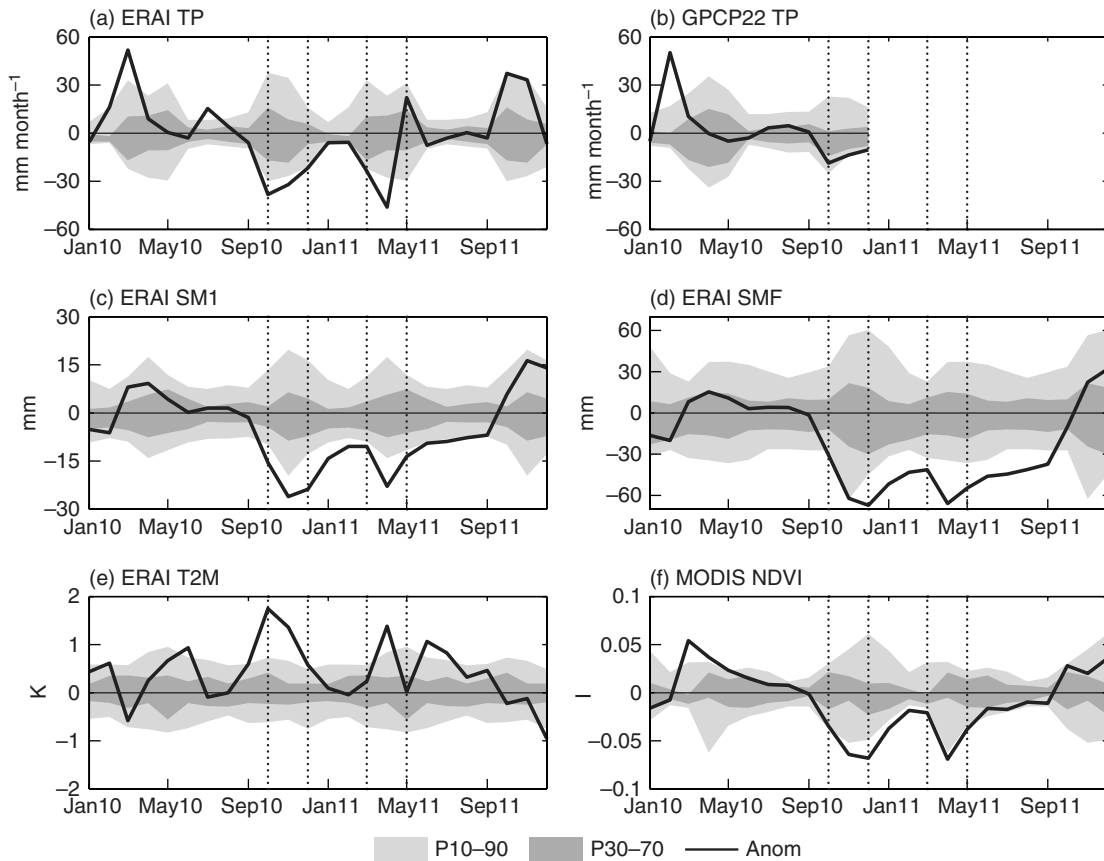 (a) ERAI TP
60
30
0
−30
−60
mm month−1
Jan10 May10 Sep10 Jan11 May11 Sep11
(b) GPCP22 TP
60
30
0
−30
−60
mm month−1
Jan10 May10 Sep10 Jan11 May11 Sep11
(c) ERAI SM1
30
15
0
−15
−30
mm
Jan10 May10 Sep10 Jan11 May11 Sep11
(d) ERAI SMF
60
30
0
−30
−60
mm
Jan10 May10 Sep10 Jan11 May11 Sep11
(e) ERAI T2M
2
1
0
−1
−2
K
Jan10 May10 Sep10 Jan11 May11 Sep11
(f) MODIS NDVI
0.1
0.05
0
−0.05
−0.1
I
Jan10 May10 Sep10 Jan11 May11 Sep11
P10−90 P30−70 Anom